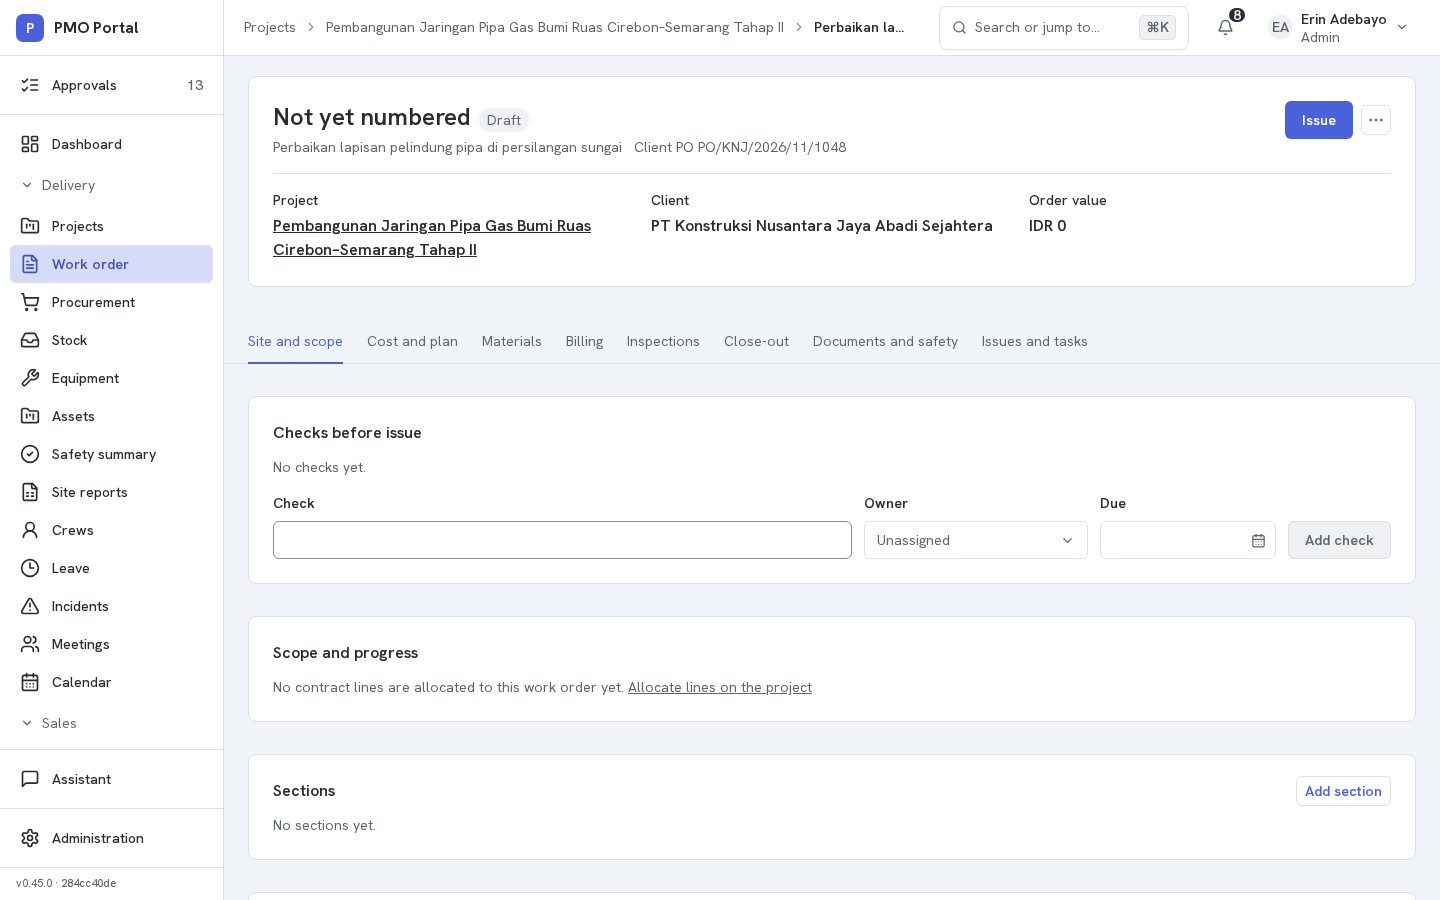 P PMO Portal
Projects > Pembangunan Jaringan Pipa Gas Bumi Ruas Cirebon–Semarang Tahap II > Perbaikan la...
Search or jump to... ⌘K
8
EA Erin Adebayo
Admin
Approvals 13
Dashboard
Delivery
Projects
Work order
Procurement
Stock
Equipment
Assets
Safety summary
Site reports
Crews
Leave
Incidents
Meetings
Calendar
Sales
Assistant
Administration
v0.45.0 · 284cc40de
Not yet numbered Draft
Issue
Perbaikan lapisan pelindung pipa di persilangan sungai Client PO PO/KNJ/2026/11/1048
Project
Pembangunan Jaringan Pipa Gas Bumi Ruas
Cirebon–Semarang Tahap II
Client
PT Konstruksi Nusantara Jaya Abadi Sejahtera
Order value
IDR 0
Site and scope Cost and plan Materials Billing Inspections Close-out Documents and safety Issues and tasks
Checks before issue
No checks yet.
Check Owner Due
Unassigned Add check
Scope and progress
No contract lines are allocated to this work order yet. Allocate lines on the project
Sections Add section
No sections yet.